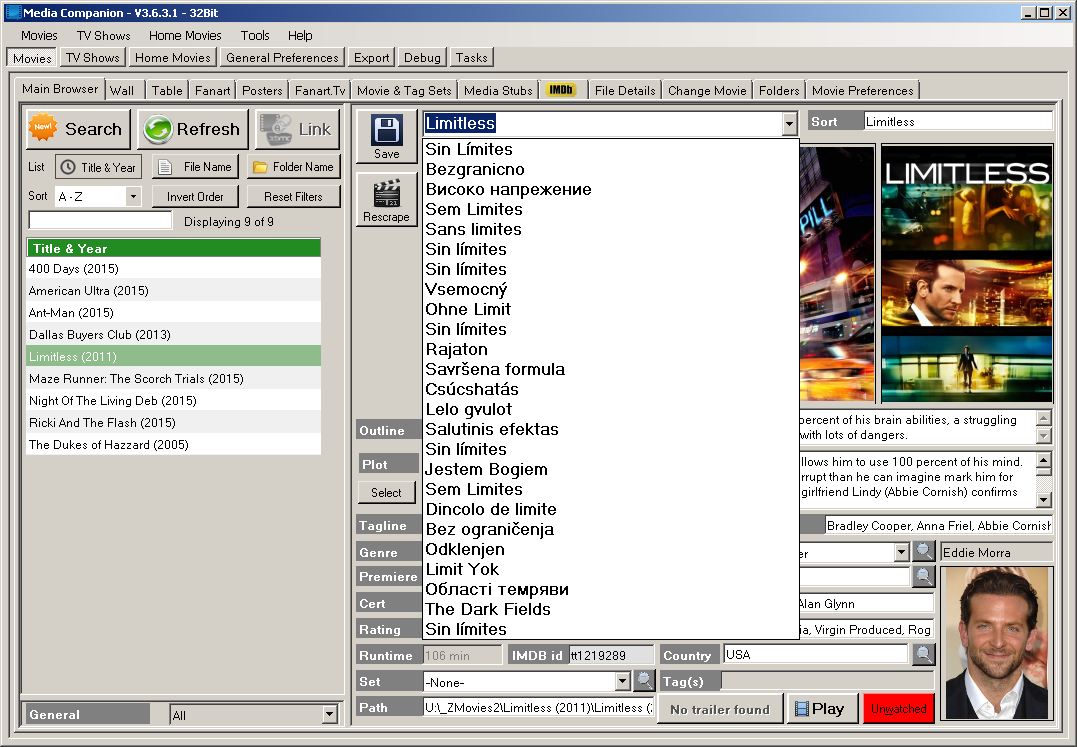 Media Companion - V3.6.3.1 - 32Bit
Movies TV Shows Home Movies Tools Help
Movies TV Shows Home Movies General Preferences Export Debug Tasks
Main Browser Wall Table Fanart Posters Fanart.Tv Movie & Tag Sets Media Stubs IMDb File Details Change Movie Folders Movie Preferences
New! Search Refresh Link
List Title & Year File Name Folder Name
Sort A - Z Invert Order Reset Filters
Displaying 9 of 9
Title & Year
400 Days (2015)
American Ultra (2015)
Ant-Man (2015)
Dallas Buyers Club (2013)
Limitless (2011)
Maze Runner: The Scorch Trials (2015)
Night Of The Living Deb (2015)
Ricki And The Flash (2015)
The Dukes of Hazzard (2005)
General All
Save
Rescrape
Limitless
Sort Limitless
Sin Límites
Bezgranicno
Високо напрежение
Sem Limites
Sans limites
Sin límites
Sin límites
Vsemocný
Ohne Limit
Sin límites
Rajaton
Savršena formula
Csúcshatás
Lelo gvulot
Salutinis efektas
Sin límites
Jestem Bogiem
Sem Limites
Dincolo de limite
Bez ograničenja
Odklenjen
Limit Yok
Області темряви
The Dark Fields
Sin límites
PILL
LIMITLESS
Outline
percent of his brain abilities, a struggling
with lots of dangers.
Plot
Select
llows him to use 100 percent of his mind.
rrupt than he can imagine mark him for
girlfriend Lindy (Abbie Cornish) confirms
Tagline
Bradley Cooper, Anna Friel, Abbie Cornish
Genre
er
Eddie Morra
Premiere
Cert
Alan Glynn
Rating
ia, Virgin Produced, Rog
Runtime 106 min IMDB id tt1219289 Country USA
Set -None- Tag(s)
Path U:\_ZMovies2\Limitless (2011)\Limitless (2 No trailer found Play Unwatched